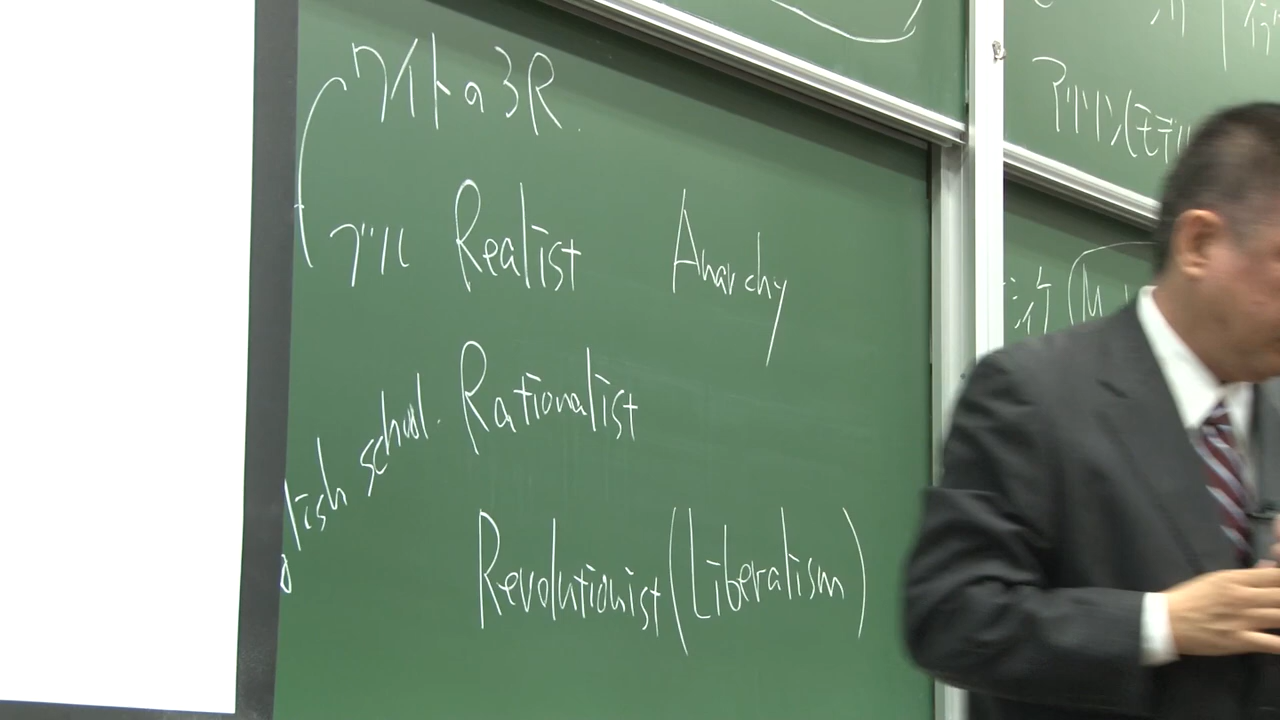 ワイトの3R.
ブル Realist Anarchy
lish school. Rationalist
Revolutionist (Liberalism)
アリソン(モデル